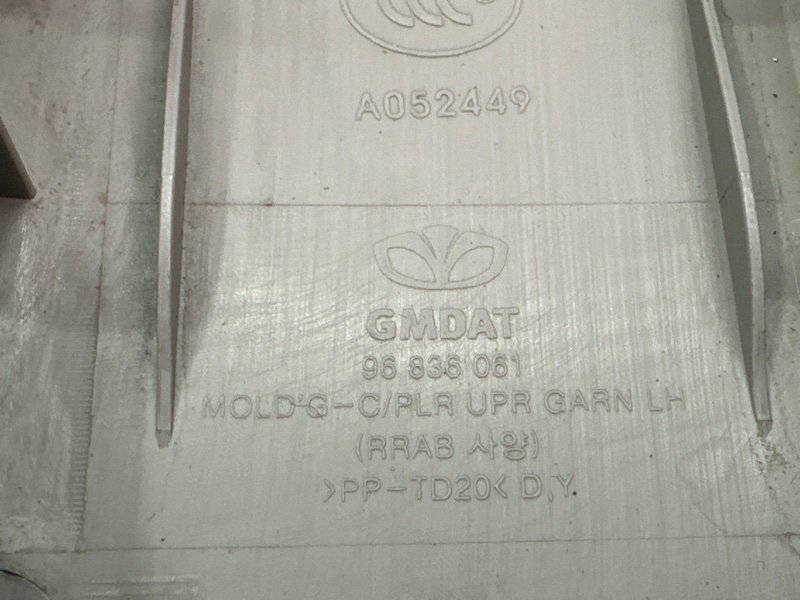 A052449
GMDAT
96 836 061
MOLD'G-C/PLR UPR GARN LH
(RRAB 사양)
>PP-TD20< D.Y